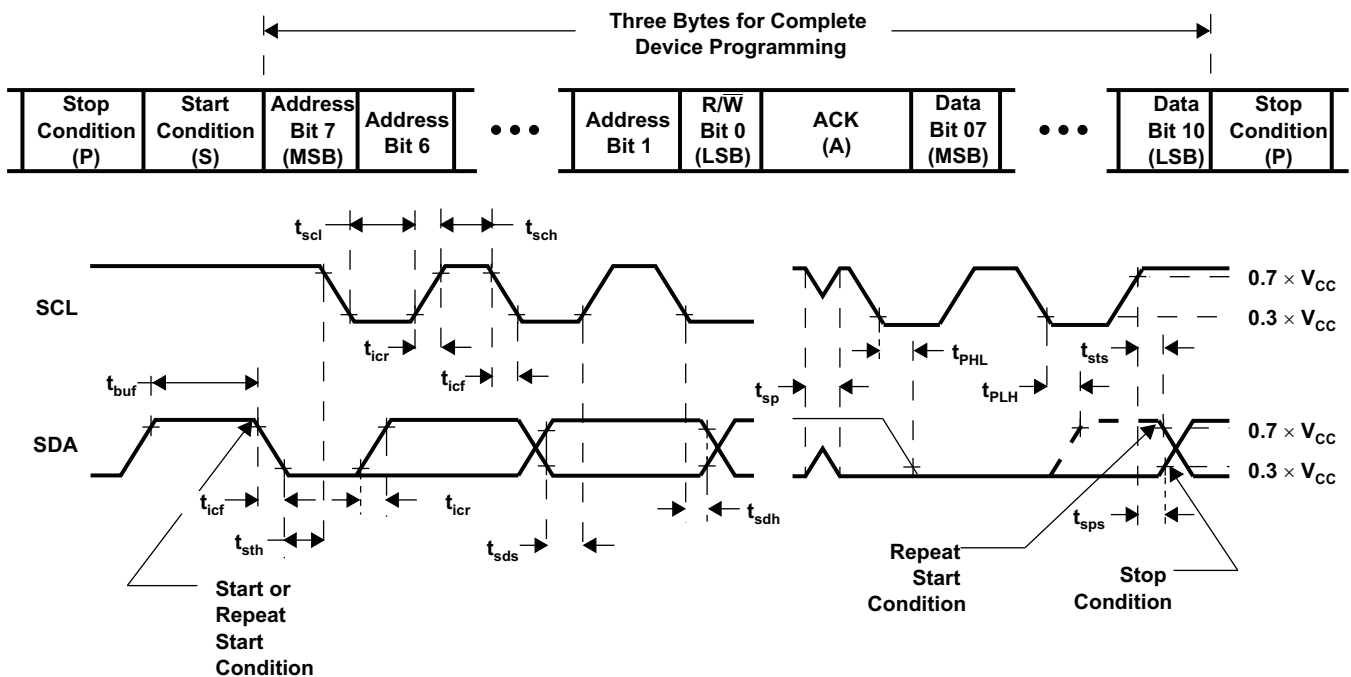 Three Bytes for Complete
Device Programming
Stop
Condition
(P)
Start
Condition
(S)
Address
Bit 7
(MSB)
Address
Bit 6
•••
Address
Bit 1
R/W̅
Bit 0
(LSB)
ACK
(A)
Data
Bit 07
(MSB)
•••
Data
Bit 10
(LSB)
Stop
Condition
(P)
tscl
tsch
SCL
0.7 × VCC
0.3 × VCC
ticr
ticf
tPHL
tsts
tbuf
tsp
tPLH
SDA
0.7 × VCC
0.3 × VCC
ticf
ticr
tsdh
tsth
tsds
tsps
Start or
Repeat
Start
Condition
Repeat
Start
Condition
Stop
Condition